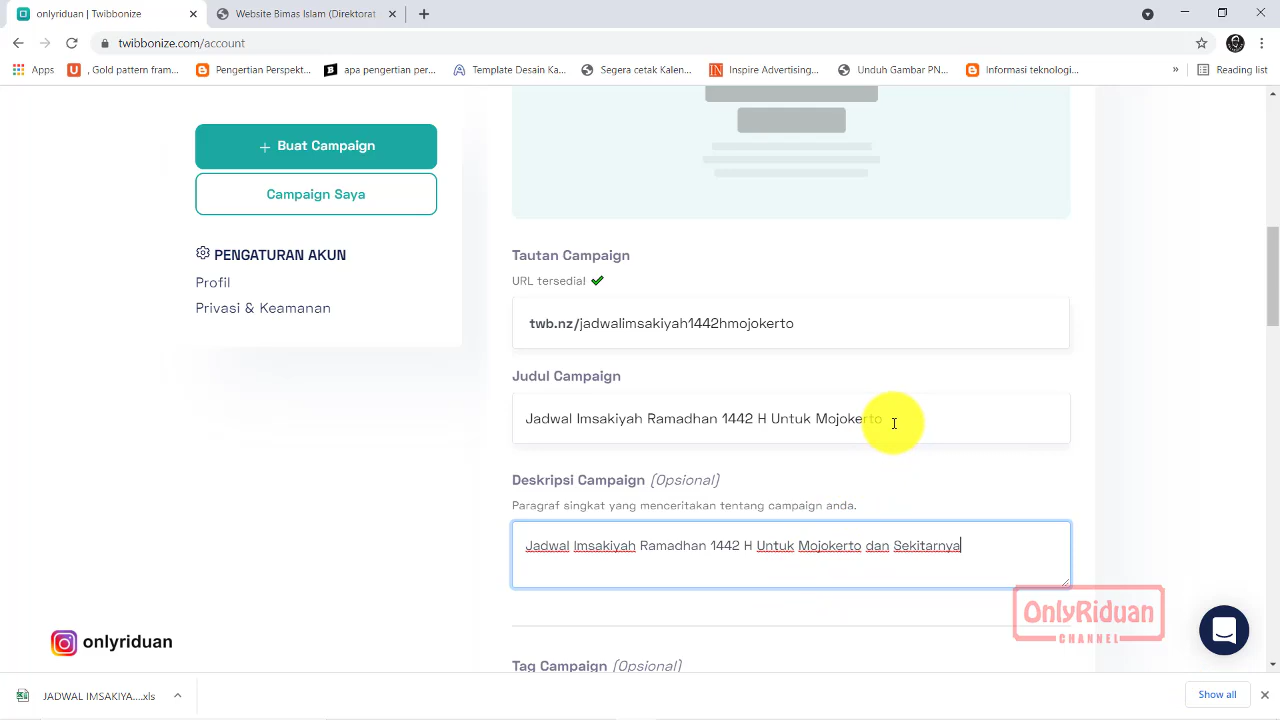 onlyriduan | Twibbonize
Website Bimas Islam (Direktorat
twibbonize.com/account
Apps
, Gold pattern fram...
Pengertian Perspekt...
apa pengertian per...
Template Desain Ka...
Segera cetak Kalen...
Inspire Advertising...
Unduh Gambar PN...
Informasi teknologi...
»
Reading list
+ Buat Campaign
Campaign Saya
PENGATURAN AKUN
Profil
Privasi & Keamanan
Tautan Campaign
URL tersedia!
twb.nz/jadwalimsakiyah1442hmojokerto
Judul Campaign
Jadwal Imsakiyah Ramadhan 1442 H Untuk Mojokerto
Deskripsi Campaign (Opsional)
Paragraf singkat yang menceritakan tentang campaign anda.
Jadwal Imsakiyah Ramadhan 1442 H Untuk Mojokerto dan Sekitarnya
OnlyRiduan
CHANNEL
onlyriduan
Tag Campaign (Opsional)
JADWAL IMSAKIYA....xls
Show all